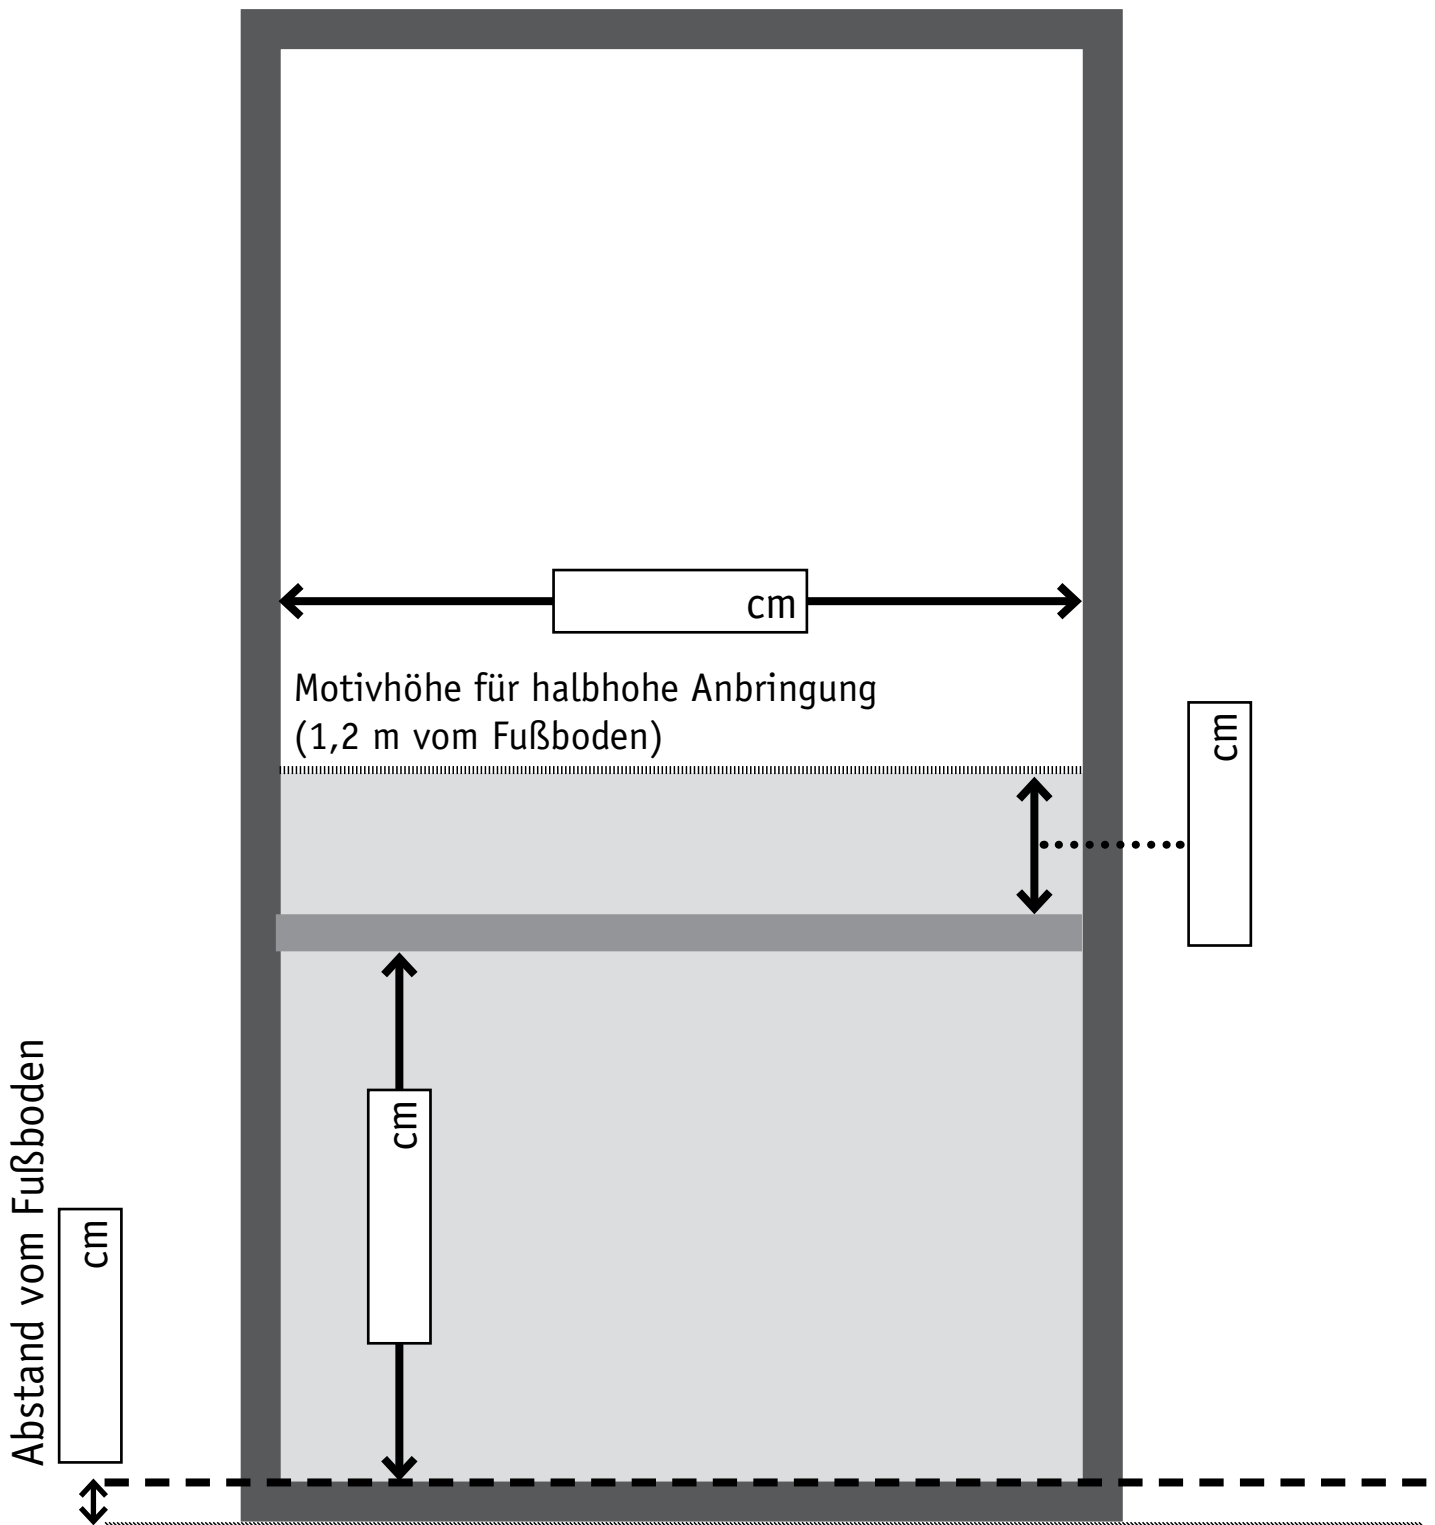 cm
Motivhöhe für halbhohe Anbringung
(1,2 m vom Fußboden)
cm
cm
Abstand vom Fußboden
cm